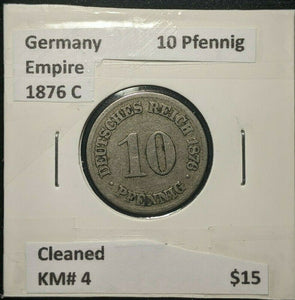 Germany 10 Pfennig
Empire
1876 C
DEUTSCHES REICH 1876
10
· PFENNIG ·
Cleaned
KM# 4 $15